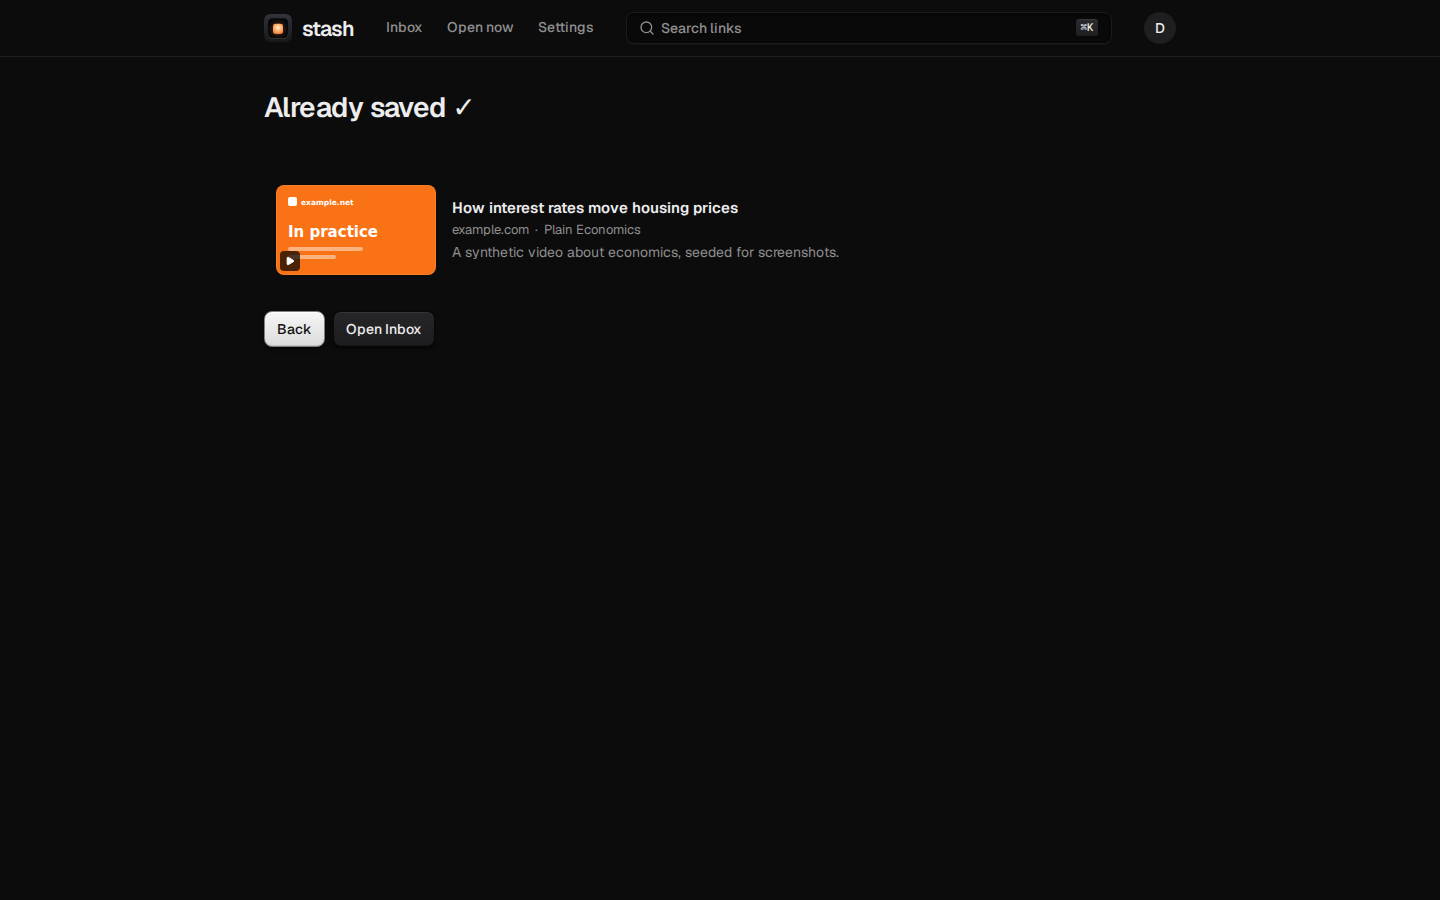 stash
Inbox
Open now
Settings
Search links
⌘K
D
Already saved ✓
example.net
In practice
How interest rates move housing prices
example.com · Plain Economics
A synthetic video about economics, seeded for screenshots.
Back
Open Inbox